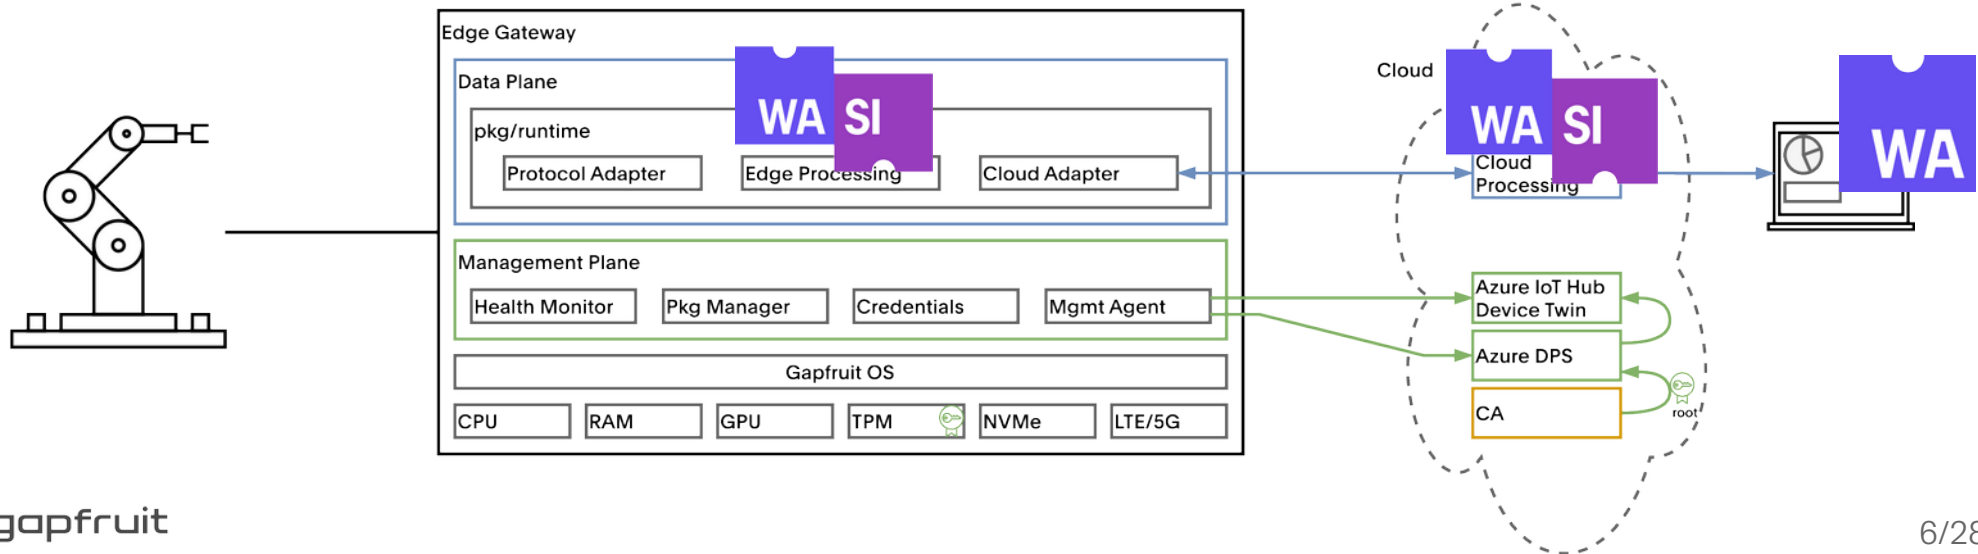 Edge Gateway
Data Plane
WA SI
pkg/runtime
Protocol Adapter
Edge Processing
Cloud Adapter
Management Plane
Health Monitor
Pkg Manager
Credentials
Mgmt Agent
Gapfruit OS
CPU
RAM
GPU
TPM
NVMe
LTE/5G
Cloud
WA SI
Cloud
Processing
WA
Azure IoT Hub
Device Twin
Azure DPS
CA
root
gapfruit
6/28